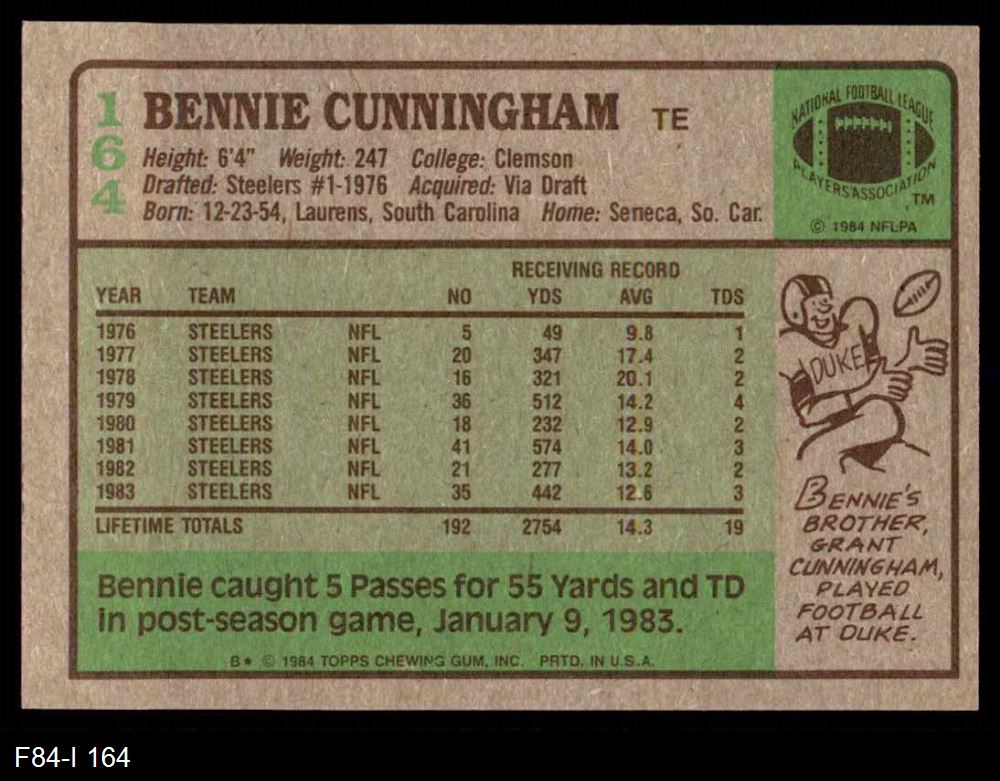 164
BENNIE CUNNINGHAM TE
Height: 6'4" Weight: 247 College: Clemson
Drafted: Steelers #1-1976 Acquired: Via Draft
Born: 12-23-54, Laurens, South Carolina Home: Seneca, So. Car.
NATIONAL FOOTBALL LEAGUE
PLAYERS ASSOCIATION
TM
© 1984 NFLPA
RECEIVING RECORD
YEAR TEAM NO YDS AVG TDS
1976 STEELERS NFL 5 49 9.8 1
1977 STEELERS NFL 20 347 17.4 2
1978 STEELERS NFL 16 321 20.1 2
1979 STEELERS NFL 36 512 14.2 4
1980 STEELERS NFL 18 232 12.9 2
1981 STEELERS NFL 41 574 14.0 3
1982 STEELERS NFL 21 277 13.2 2
1983 STEELERS NFL 35 442 12.6 3
LIFETIME TOTALS 192 2754 14.3 19
DUKE
BENNIE'S
BROTHER,
GRANT
CUNNINGHAM,
PLAYED
FOOTBALL
AT DUKE.
Bennie caught 5 Passes for 55 Yards and TD
in post-season game, January 9, 1983.
B* © 1984 TOPPS CHEWING GUM, INC. PRTD. IN U.S.A.
F84-I 164